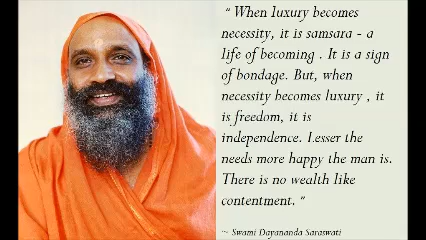 “ When luxury becomes
necessity, it is samsara - a
life of becoming . It is a sign
of bondage. But, when
necessity becomes luxury , it
is freedom, it is
independence. Lesser the
needs more happy the man is.
There is no wealth like
contentment. ”
~ Swami Dayananda Saraswati